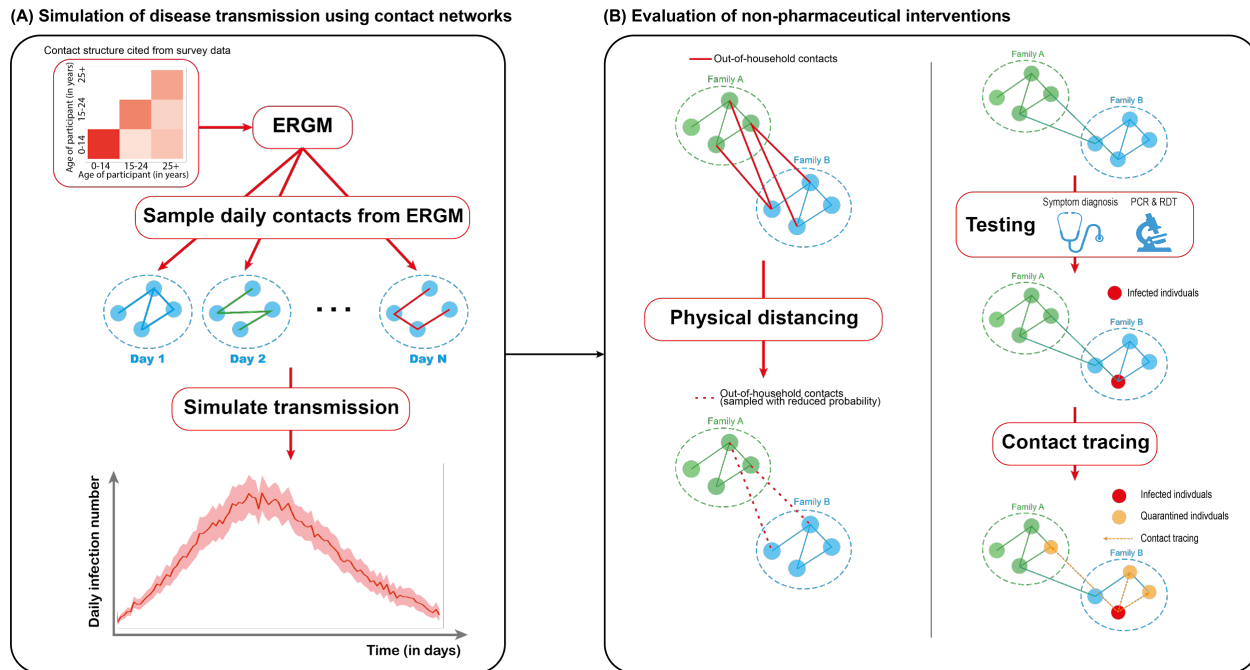 (A) Simulation of disease transmission using contact networks
Contact structure cited from survey data
Age of participant (in years)
25+
15-24
0-14
0-14 15-24 25+
Age of participant (in years)
ERGM
Sample daily contacts from ERGM
Day 1
Day 2
...
Day N
Simulate transmission
Daily infection number
Time (in days)
(B) Evaluation of non-pharmaceutical interventions
Out-of-household contacts
Family A
Family B
Physical distancing
Out-of-household contacts
(sampled with reduced probability)
Family A
Family B
Family A
Family B
Testing
Symptom diagnosis
PCR & RDT
Infected indivduals
Family A
Family B
Contact tracing
Infected indivduals
Quarantined indivduals
Contact tracing
Family A
Family B